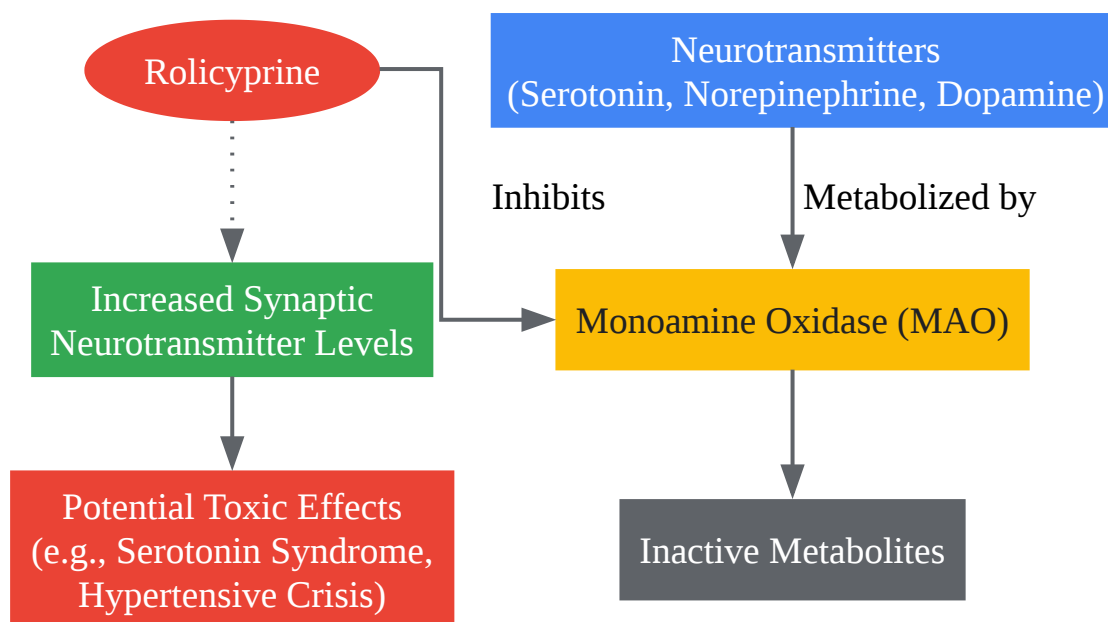 Rolicyprine
Neurotransmitters
(Serotonin, Norepinephrine, Dopamine)
Inhibits
Metabolized by
Increased Synaptic
Neurotransmitter Levels
Monoamine Oxidase (MAO)
Potential Toxic Effects
(e.g., Serotonin Syndrome,
Hypertensive Crisis)
Inactive Metabolites